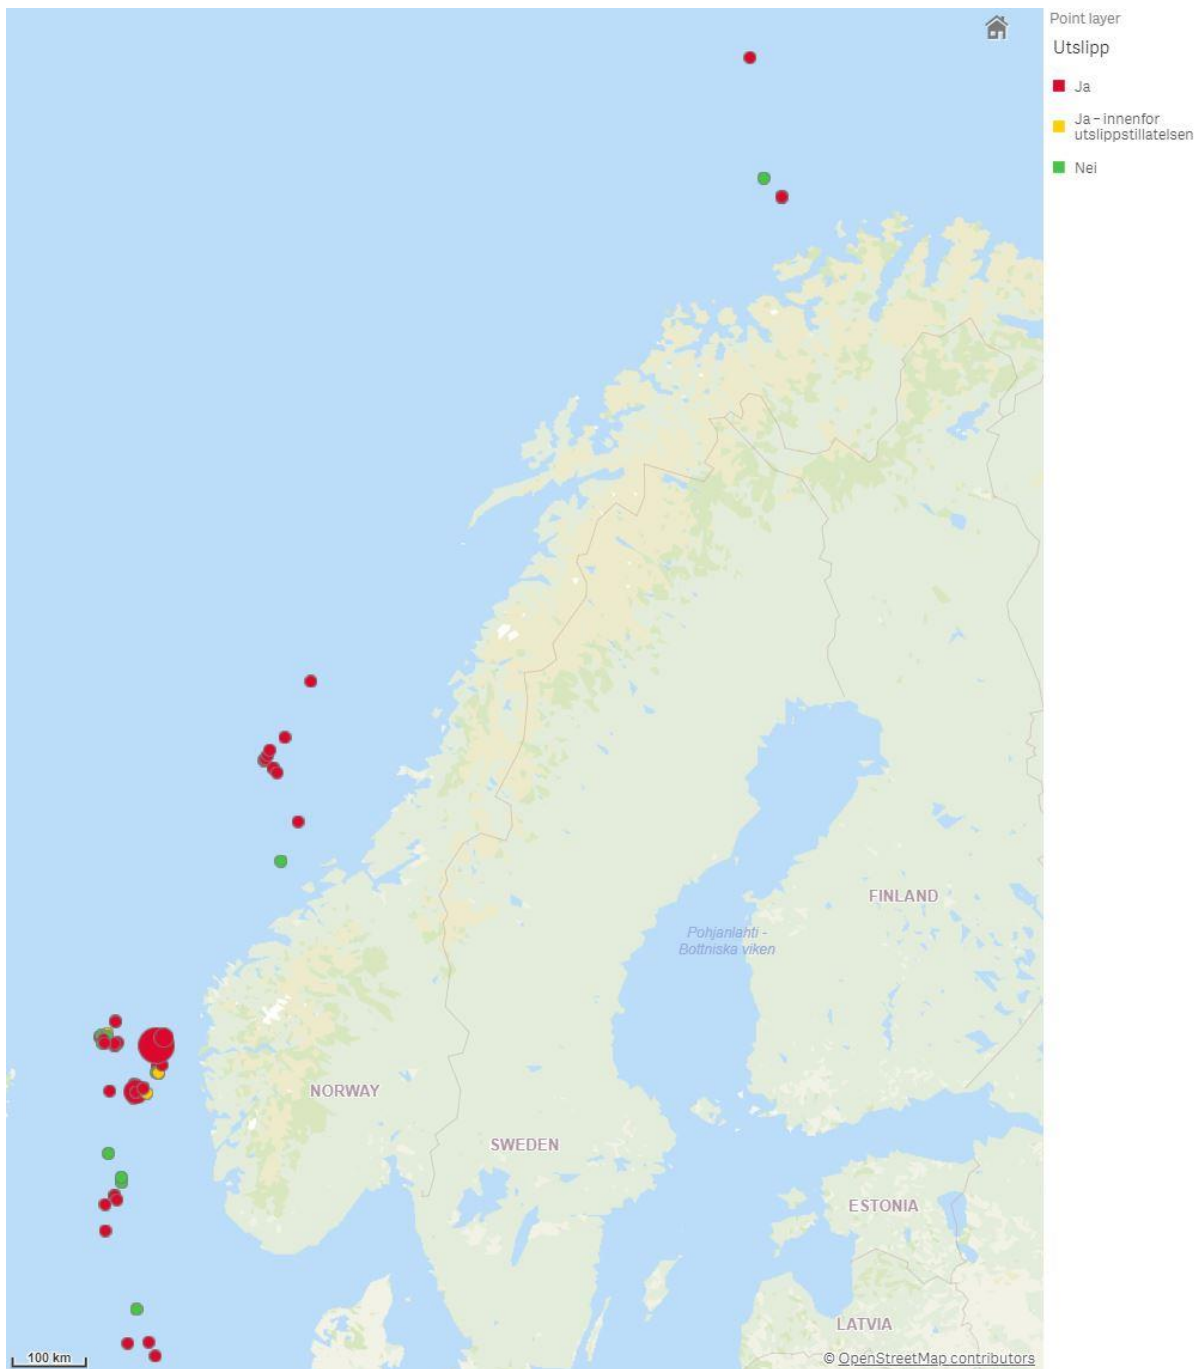 Point layer
Utslipp
Ja
Ja – innenfor
utslippstillatelsen
Nei
FINLAND
Pohjanlahti -
Bottniska viken
NORWAY
SWEDEN
ESTONIA
LATVIA
100 km
© OpenStreetMap contributors